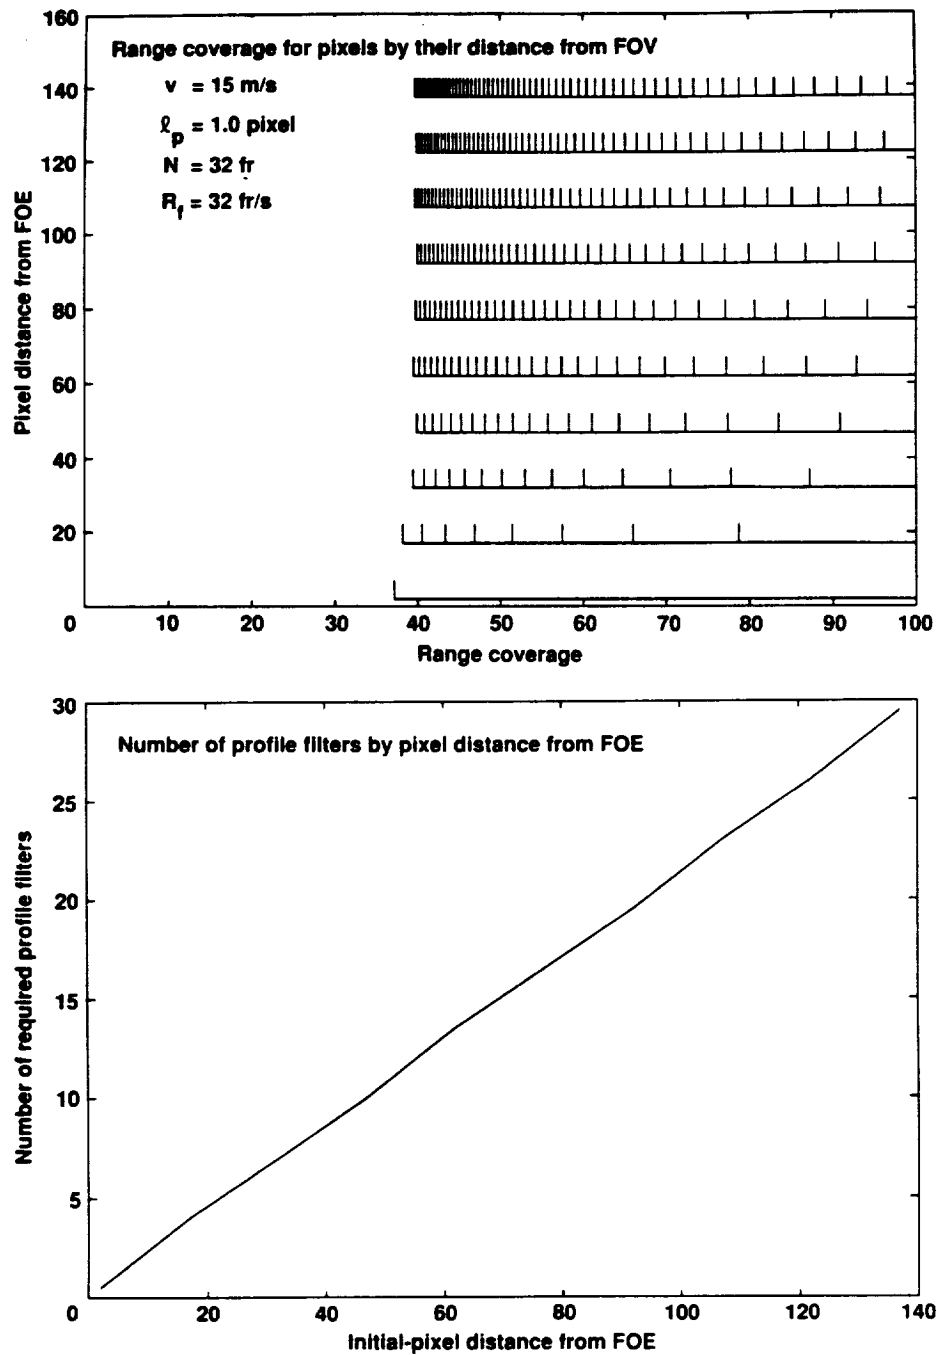 160
Range coverage for pixels by their distance from FOV
v = 15 m/s
ℓp = 1.0 pixel
N = 32 fr
Rf = 32 fr/s
140
120
100
80
60
40
20
Pixel distance from FOE
0 10 20 30 40 50 60 70 80 90 100
Range coverage
30
Number of profile filters by pixel distance from FOE
25
20
15
10
5
Number of required profile filters
0 20 40 60 80 100 120 140
Initial-pixel distance from FOE